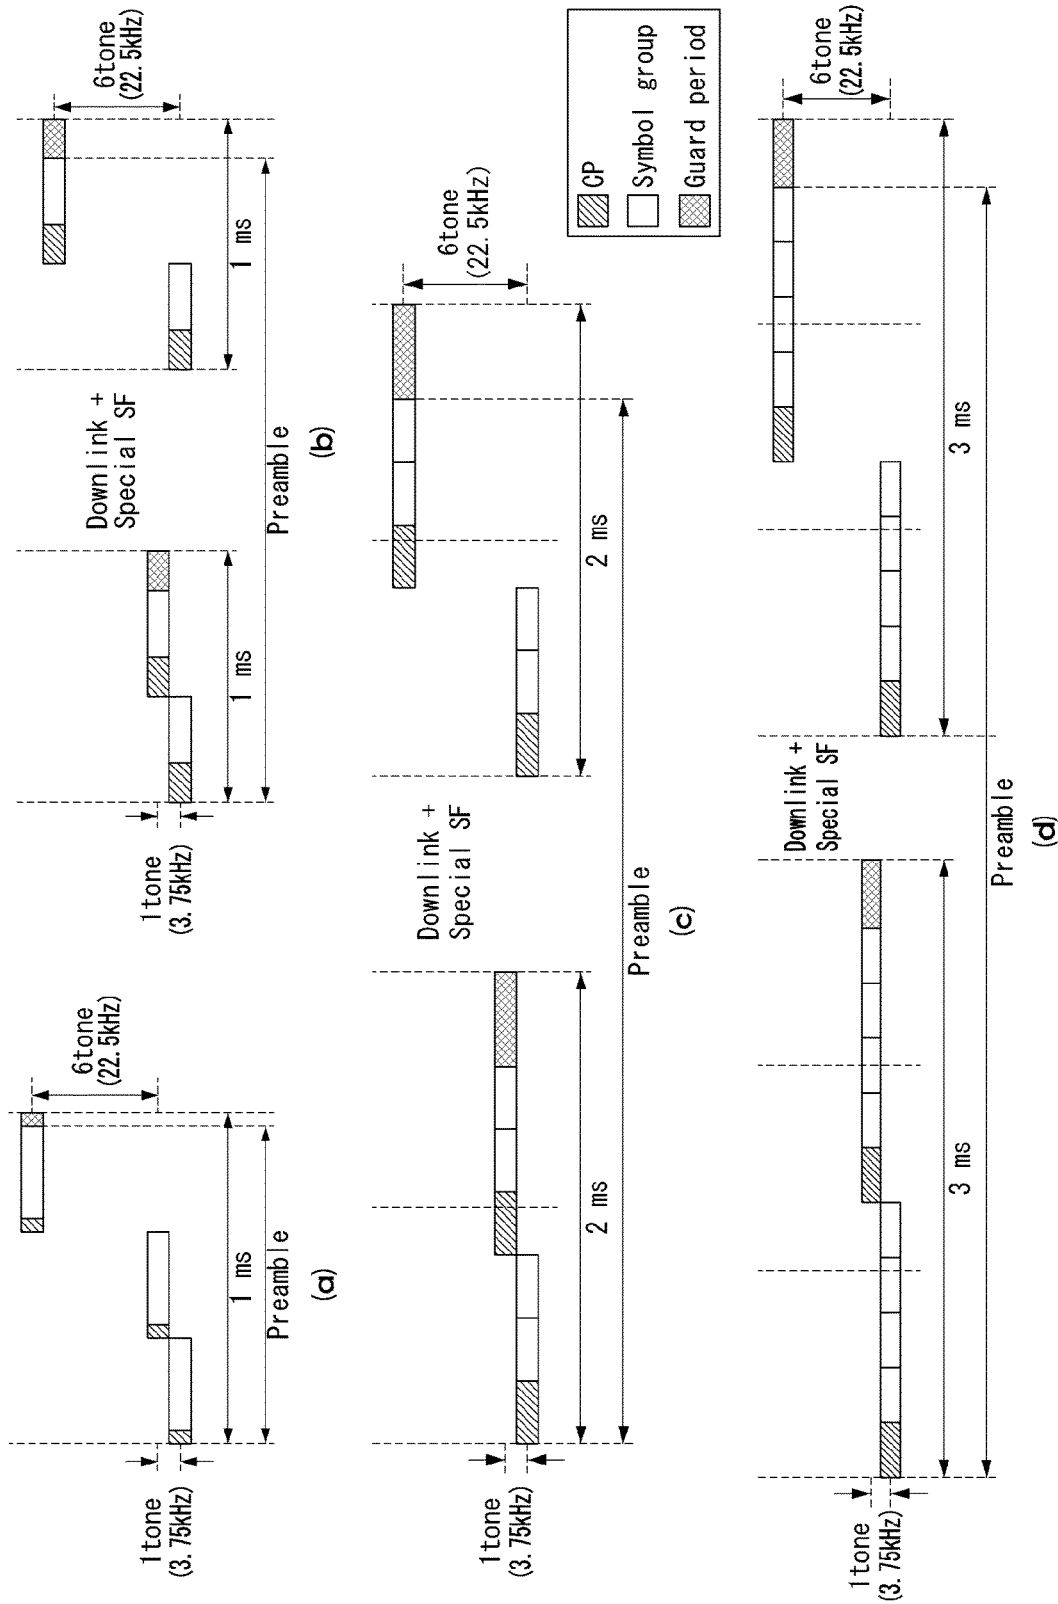 6tone
(22.5kHz)
1tone
(3.75kHz)
1 ms
Preamble
(a)
1tone
(3.75kHz)
Downlink +
Special SF
6tone
(22.5kHz)
1 ms
1 ms
Preamble
(b)
1tone
(3.75kHz)
Downlink +
Special SF
6tone
(22.5kHz)
2 ms
2 ms
Preamble
(c)
CP
Symbol group
Guard period
1tone
(3.75kHz)
Downlink +
Special SF
6tone
(22.5kHz)
3 ms
3 ms
Preamble
(d)